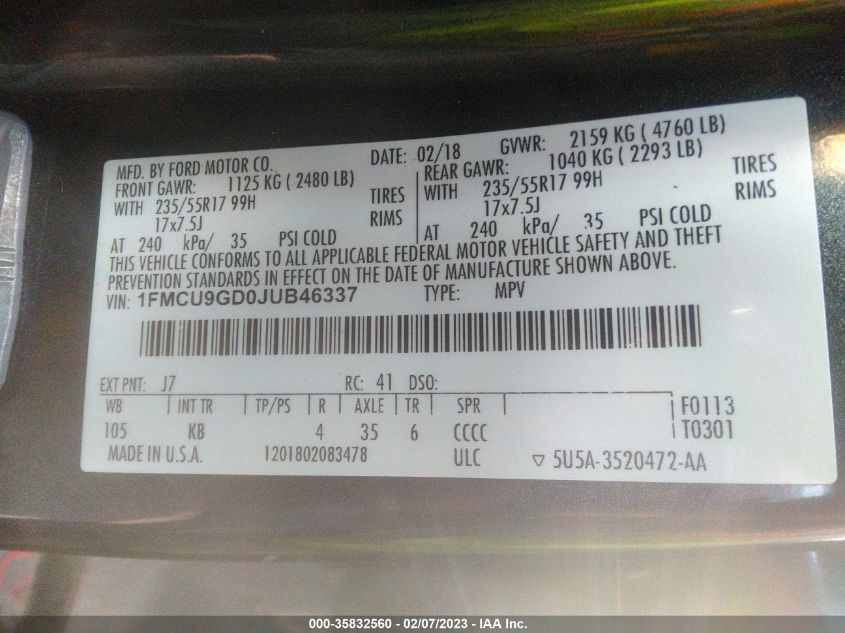 MFD. BY FORD MOTOR CO. DATE: 02/18 GVWR: 2159 KG ( 4760 LB)
FRONT GAWR: 1125 KG ( 2480 LB) REAR GAWR: 1040 KG ( 2293 LB)
WITH 235/55R17 99H TIRES WITH 235/55R17 99H TIRES
17x7.5J RIMS 17x7.5J RIMS
AT 240 kPa/ 35 PSI COLD AT 240 kPa/ 35 PSI COLD
THIS VEHICLE CONFORMS TO ALL APPLICABLE FEDERAL MOTOR VEHICLE SAFETY AND THEFT
PREVENTION STANDARDS IN EFFECT ON THE DATE OF MANUFACTURE SHOWN ABOVE.
VIN: 1FMCU9GD0JUB46337 TYPE: MPV
EXT PNT: J7 RC: 41 DSO:
WB INT TR TP/PS R AXLE TR SPR F0113
105 KB 4 35 6 CCCC T0301
MADE IN U.S.A. 1201802083478 ULC ▽ 5U5A-3520472-AA
000-35832560 - 02/07/2023 - IAA Inc.